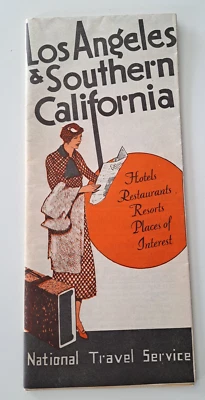 Los Angeles
& Southern
California
Hotels
Restaurants
Resorts
Places of
Interest
National Travel Service